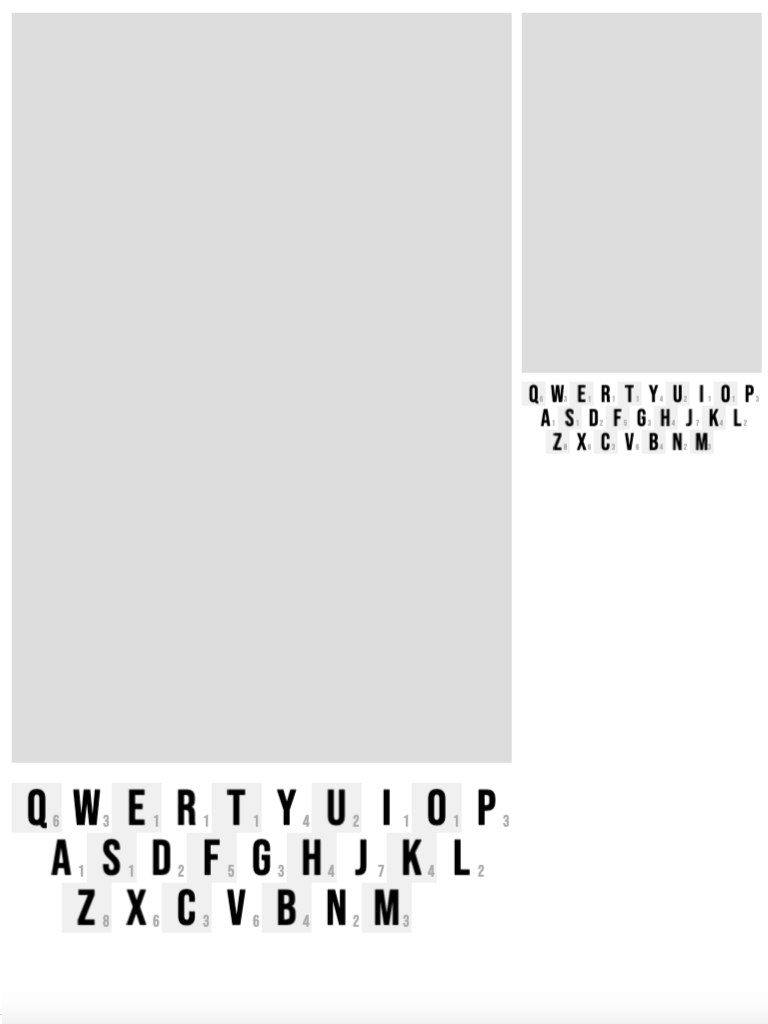 Q6 W3 E1 R1 T1 Y4 U2 I1 O1 P3
A1 S1 D2 F5 G3 H4 J7 K4 L2
Z8 X6 C3 V6 B4 N2 M3
Q6 W3 E1 R1 T1 Y4 U2 I1 O1 P3
A1 S1 D2 F5 G3 H4 J7 K4 L2
Z8 X6 C3 V6 B4 N2 M3